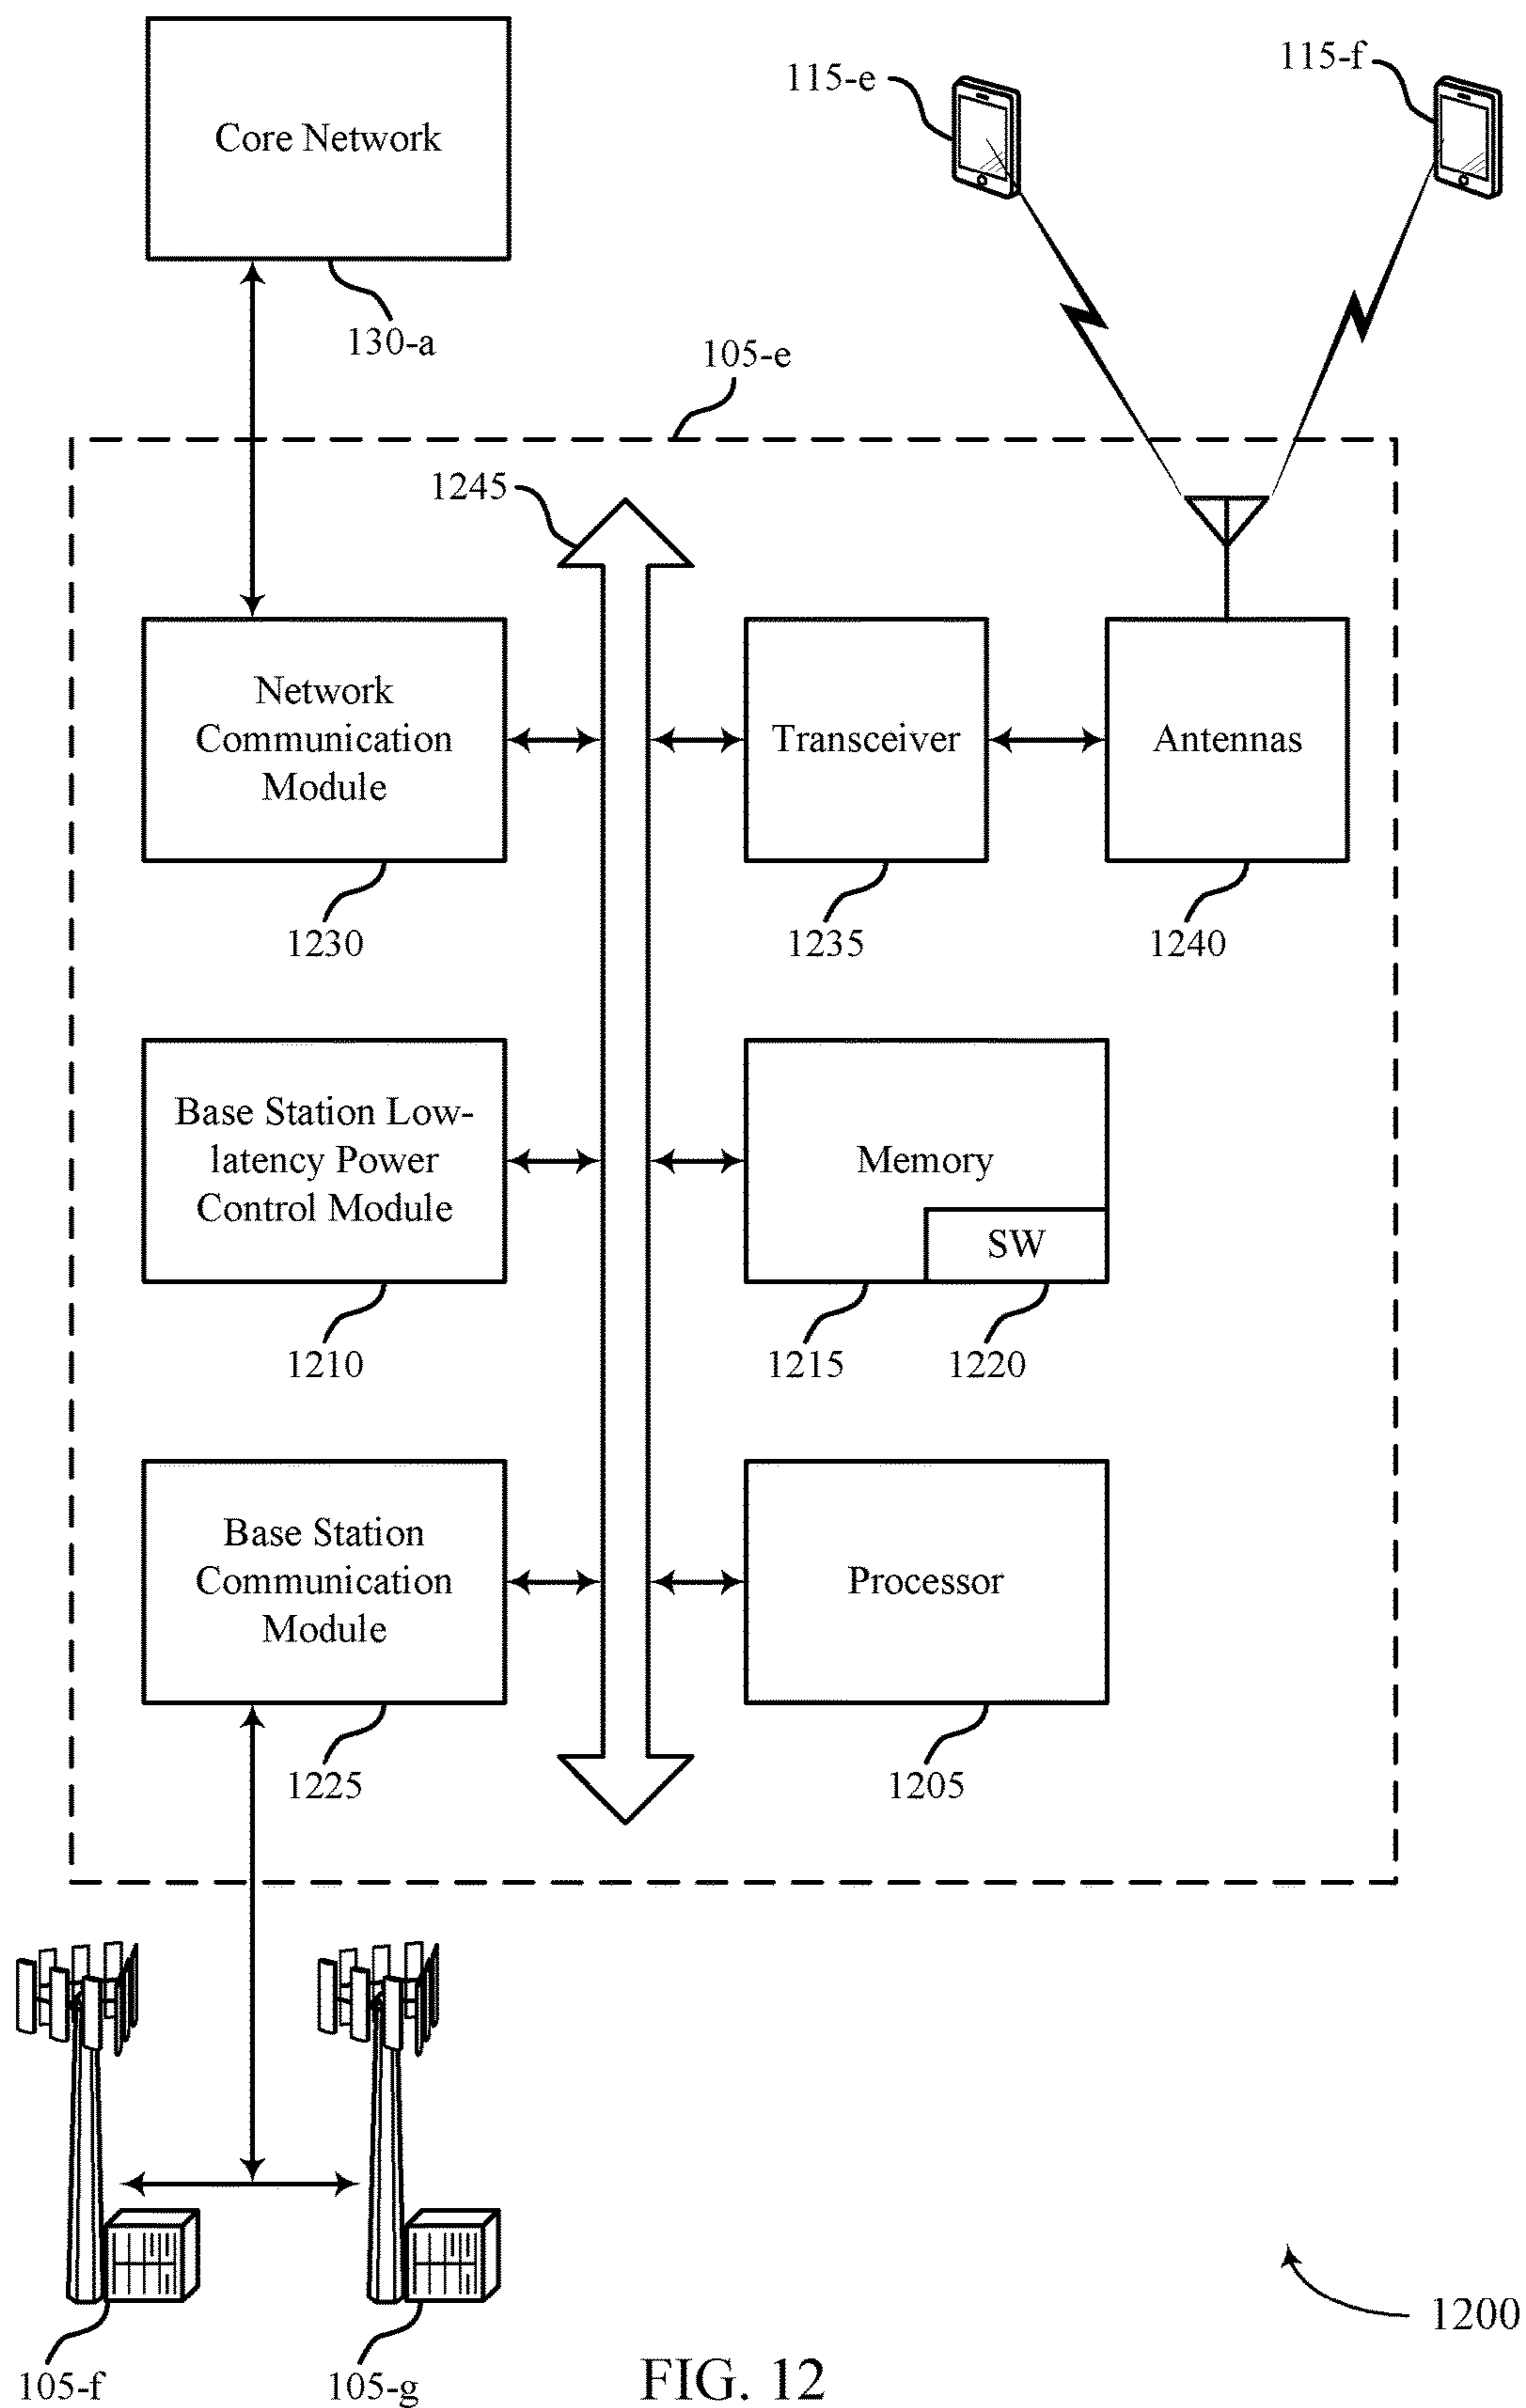 Core Network
130-a
115-e
115-f
105-e
1245
Network
Communication
Module
1230
Transceiver
1235
Antennas
1240
Base Station Low-
latency Power
Control Module
1210
Memory
SW
1215
1220
Base Station
Communication
Module
1225
Processor
1205
105-f
105-g
1200
FIG. 12